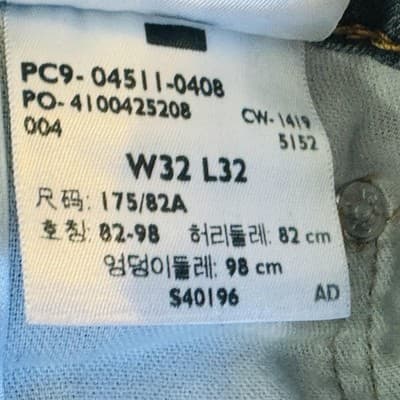 PC9-04511-0408
PO-4100425208 CW-1419
004 5152
W32 L32
尺码: 175/82A
호칭: 82-98 허리둘레: 82 cm
엉덩이둘레: 98 cm
S40196 AD